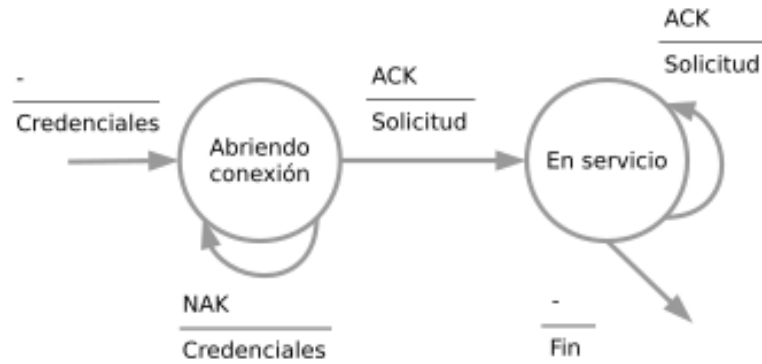 -
Credenciales
Abriendo
conexión
NAK
Credenciales
ACK
Solicitud
En servicio
ACK
Solicitud
-
Fin